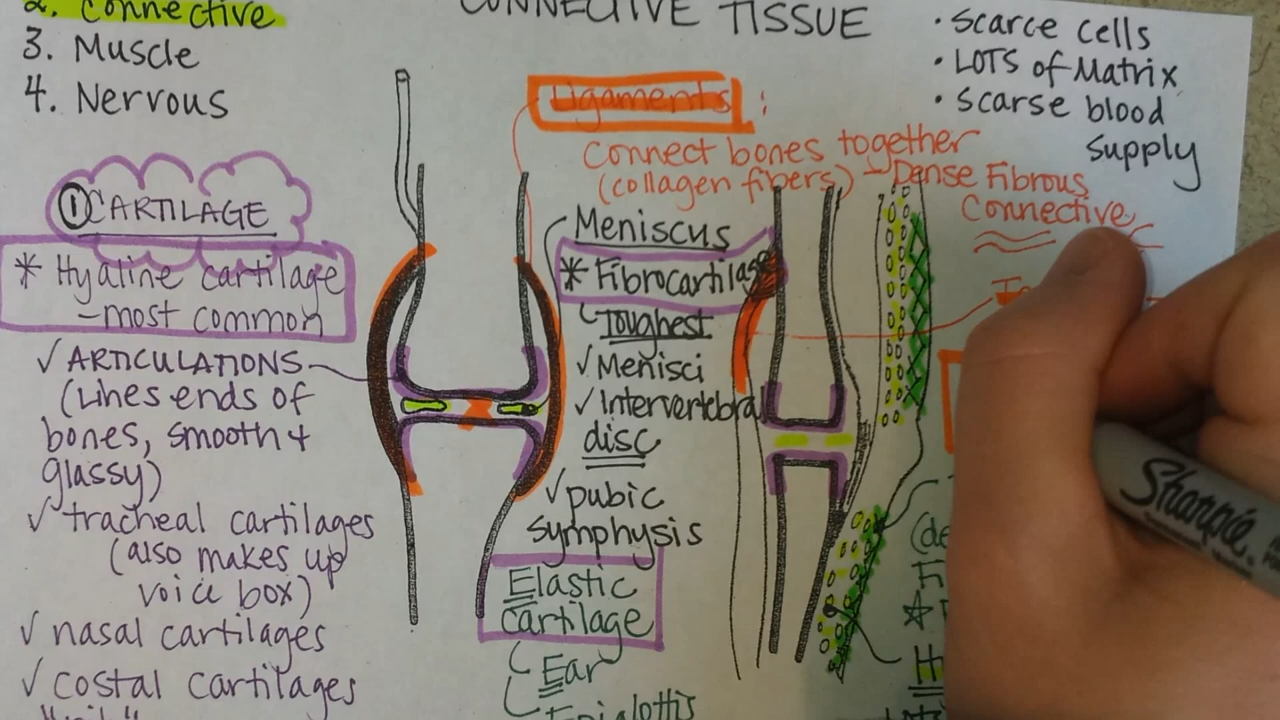 2. Connective
3. Muscle
4. Nervous
CONNECTIVE TISSUE
• Scarce cells
• LOTS of Matrix
• Scarse blood
supply
Ligaments :
Connect bones together
(collagen fibers) - Dense Fibrous
Connective
① CARTILAGE
* Hyaline cartilage
- most common
✓ ARTICULATIONS
(Lines ends of
bones, smooth +
glassy)
✓ tracheal cartilages
(also makes up
voice box)
✓ nasal cartilages
✓ costal cartilages
Meniscus
* Fibrocartilage
Toughest
✓ Menisci
✓ Intervertebral
disc
✓ pubic
symphysis
Elastic
cartilage
Ear
Epiglottis
(de
H
Sharpie